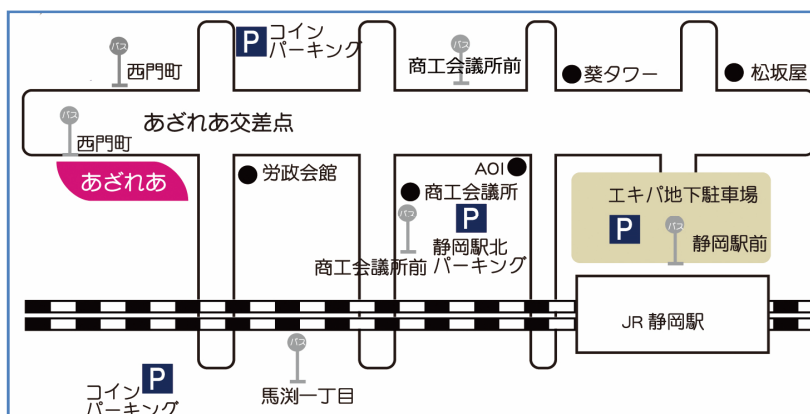 バス
西門町
P コイン
パーキング
バス
商工会議所前
葵タワー
松坂屋
バス
西門町
あざれあ交差点
あざれあ
労政会館
AOI
商工会議所
バス
商工会議所前
P
静岡駅北
パーキング
エキパ地下駐車場
P
バス
静岡駅前
JR 静岡駅
バス
馬渕一丁目
コイン P
パーキング